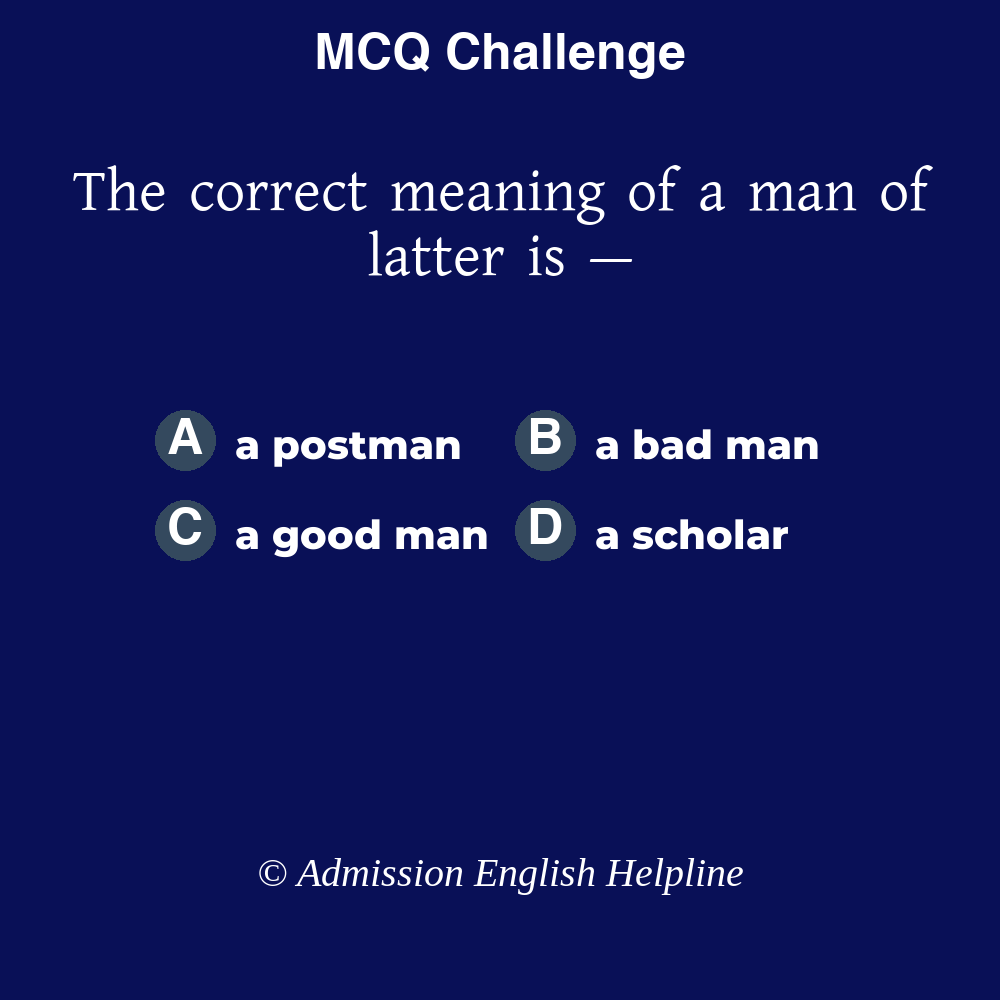 MCQ Challenge
The correct meaning of a man of
latter is —
A a postman B a bad man
C a good man D a scholar
© Admission English Helpline